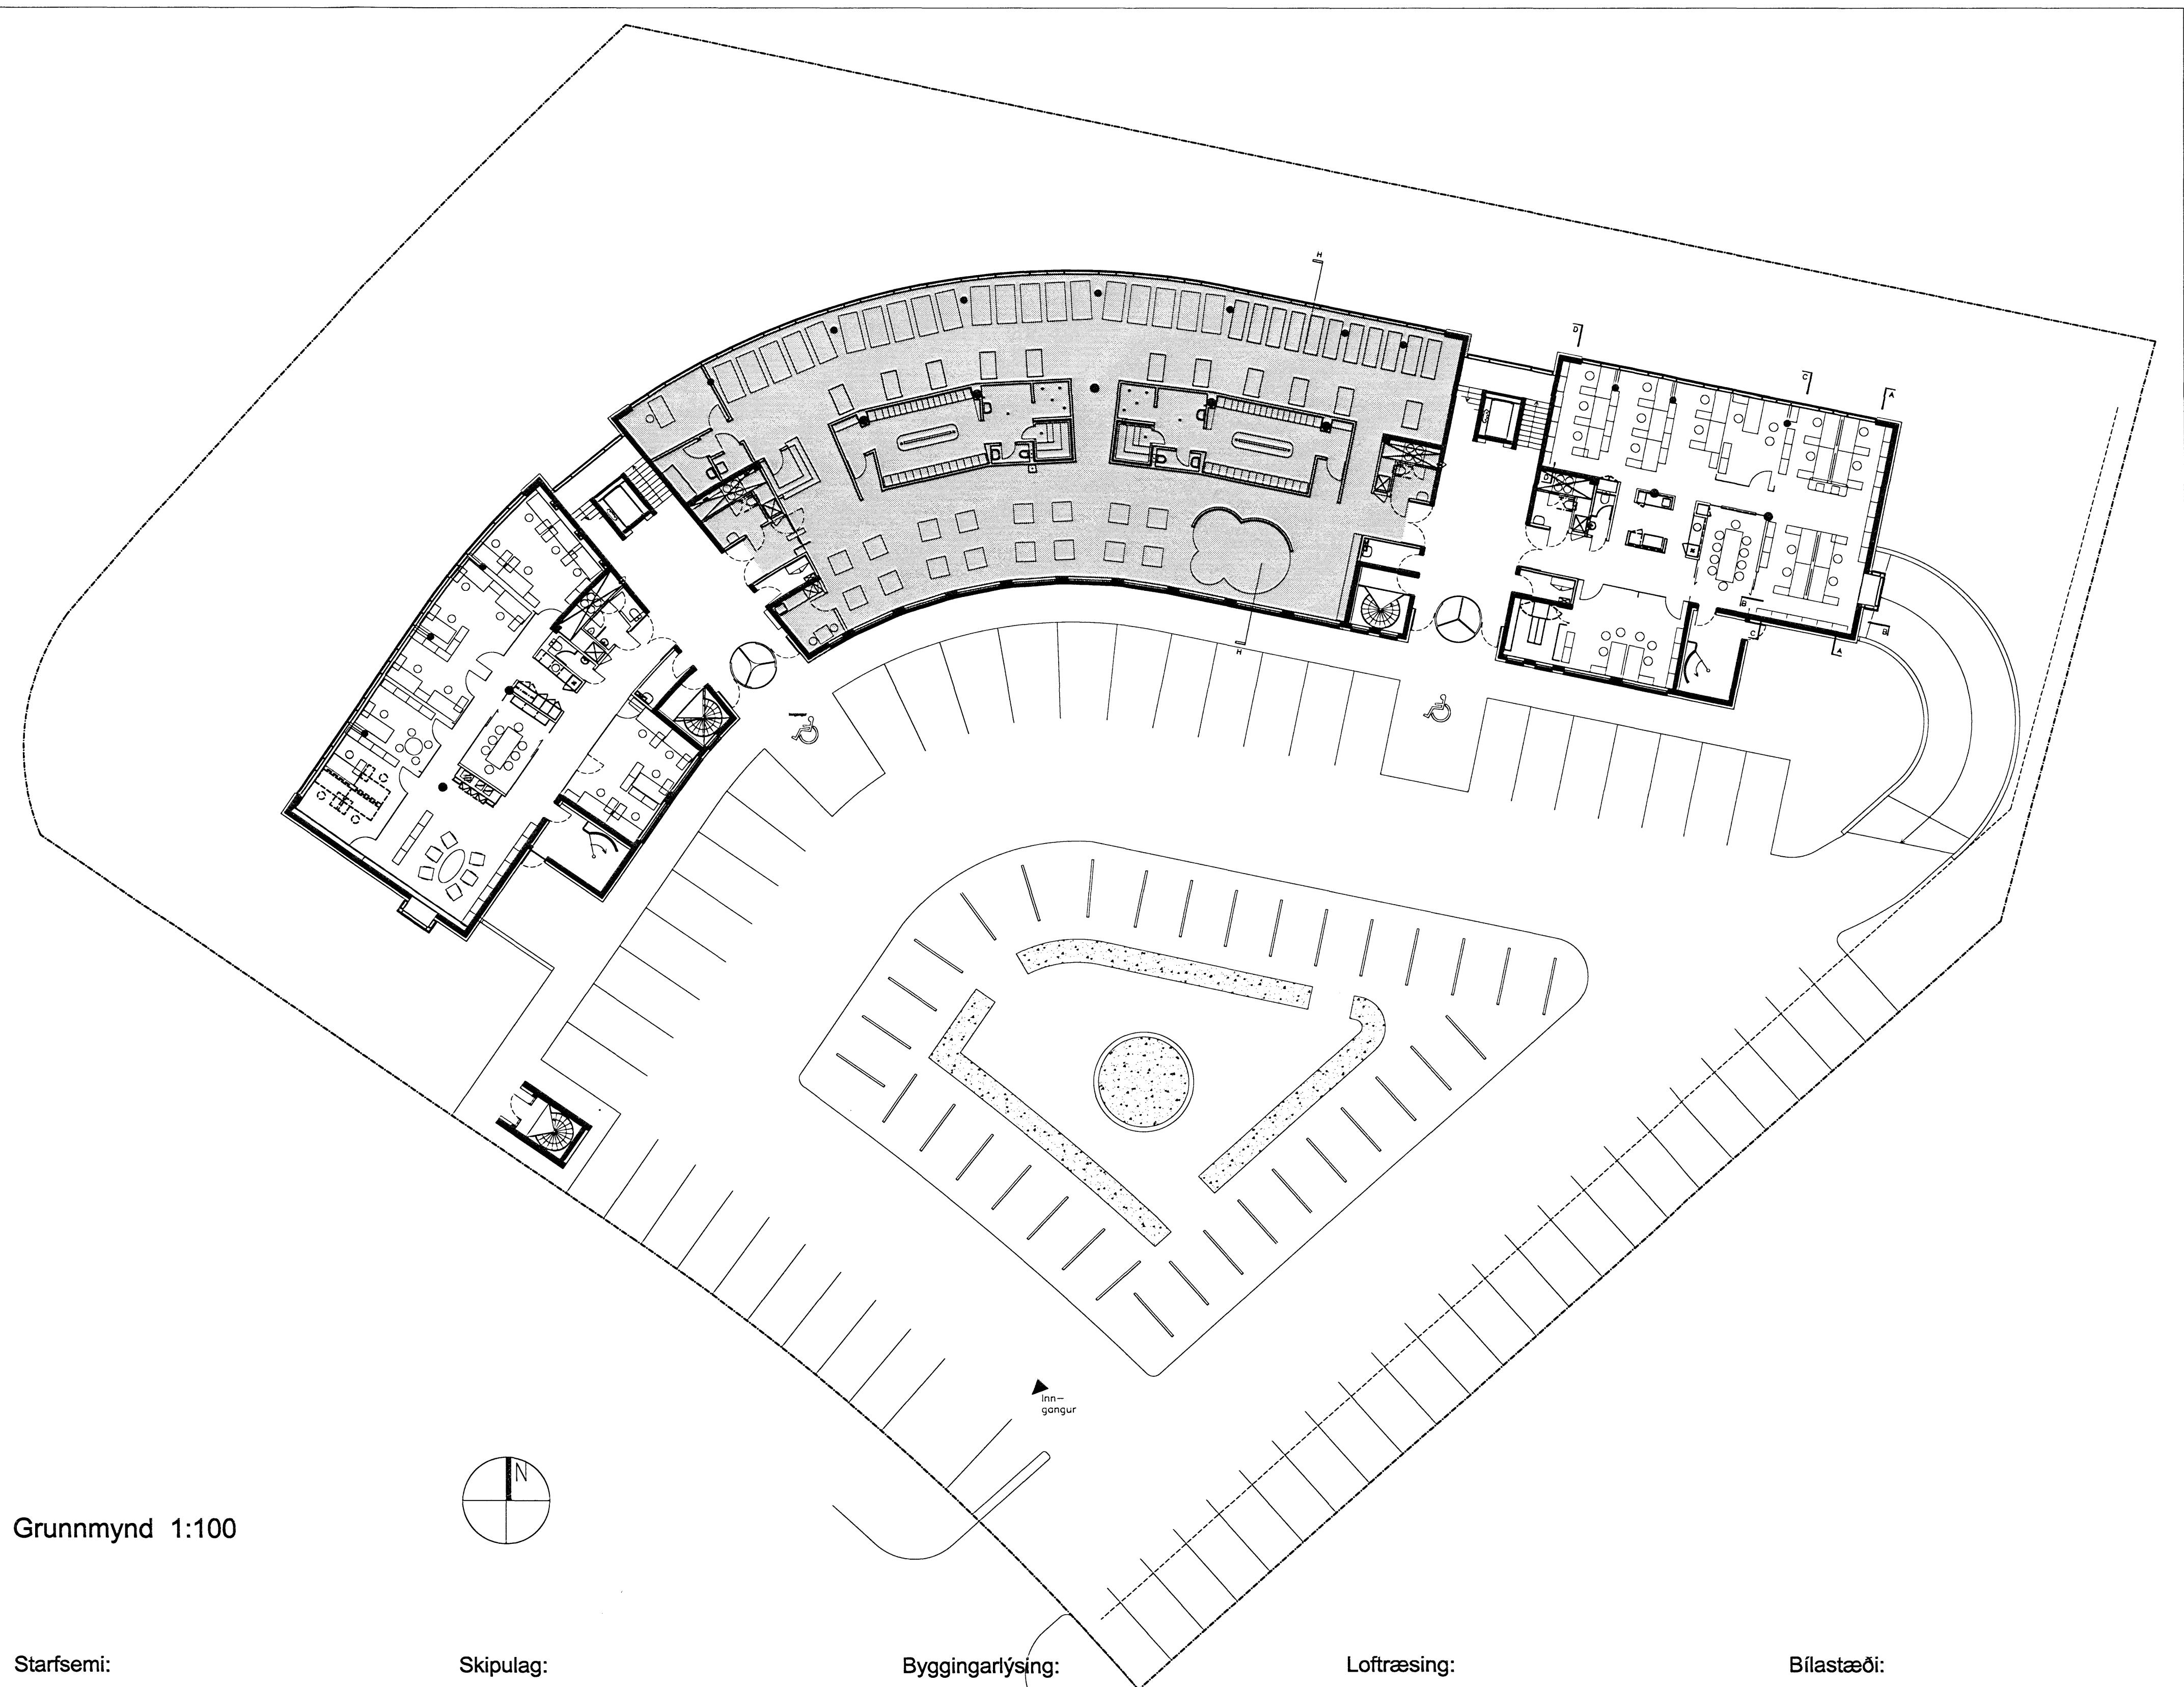 H
D
C
A
D
B
B
C
A
H
Inn-
gangur
N
Grunnmynd 1:100
Starfsemi:
Skipulag:
Byggingarlýsing:
Loftræsing:
Bílastæði: